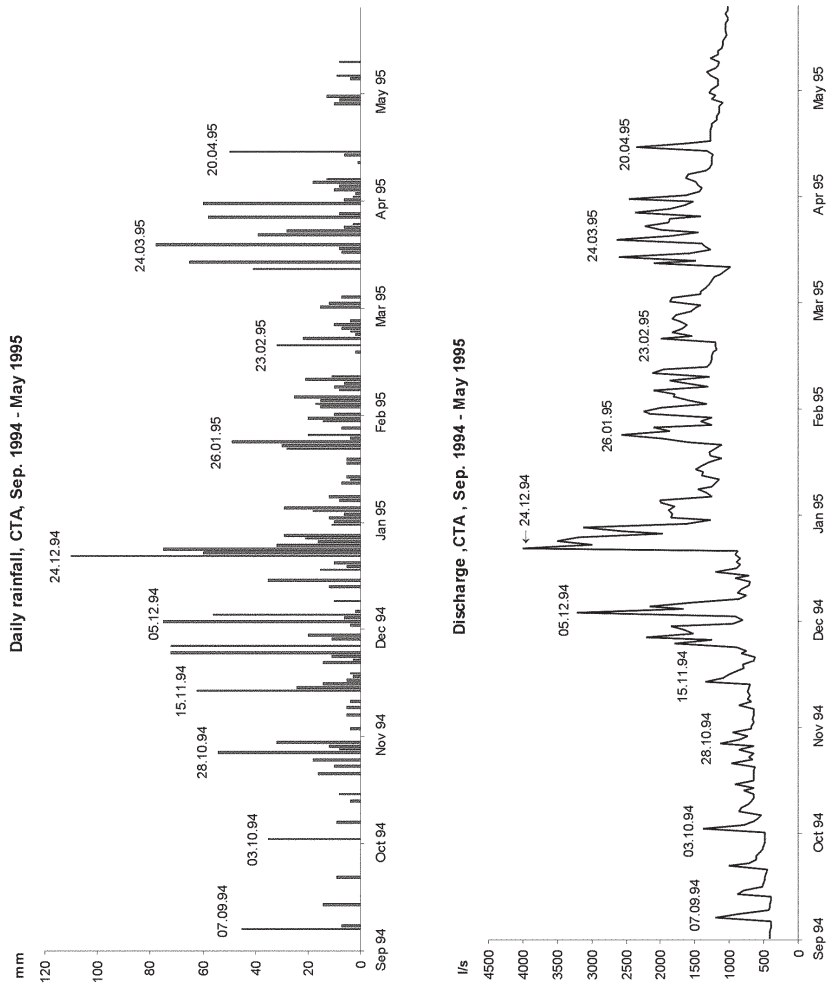 Daily rainfall, CTA, Sep. 1994 - May 1995
mm
120
100
80
60
40
20
0
07.09.94
03.10.94
28.10.94
15.11.94
05.12.94
24.12.94
26.01.95
23.02.95
24.03.95
20.04.95
Sep 94
Oct 94
Nov 94
Dec 94
Jan 95
Feb 95
Mar 95
Apr 95
May 95
Discharge ,CTA , Sep. 1994 - May 1995
l/s
4500
4000
3500
3000
2500
2000
1500
1000
500
0
07.09.94
03.10.94
28.10.94
15.11.94
05.12.94
← 24.12.94
26.01.95
23.02.95
24.03.95
20.04.95
Sep 94
Oct 94
Nov 94
Dec 94
Jan 95
Feb 95
Mar 95
Apr 95
May 95